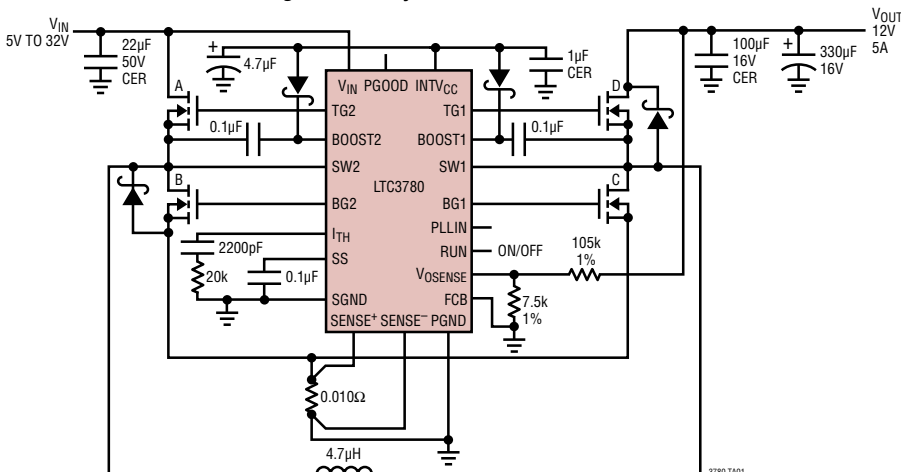 VIN
5V TO 32V
22µF
50V
CER
+
4.7µF
1µF
CER
VOUT
12V
5A
100µF
16V
CER
+
330µF
16V
A
D
VIN PGOOD INTVCC
TG2
TG1
0.1µF
0.1µF
BOOST2
BOOST1
SW2
SW1
B
C
LTC3780
BG2
BG1
PLLIN
ITH
2200pF
RUN
ON/OFF
105k
1%
20k
0.1µF
SS
VOSENSE
7.5k
1%
SGND
FCB
SENSE+ SENSE– PGND
0.010Ω
4.7µH
3780 TA01